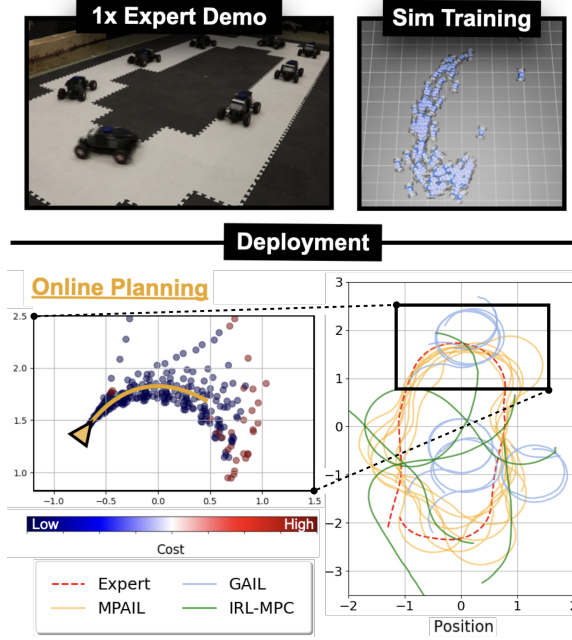 1x Expert Demo
Sim Training
Deployment
Online Planning
2.5
2.0
1.5
1.0
−1.0 −0.5 0.0 0.5 1.0 1.5
Low High
Cost
3
2
1
0
−1
−2
−3
−2 −1 0 1 2
Position
Expert GAIL
MPAIL IRL-MPC